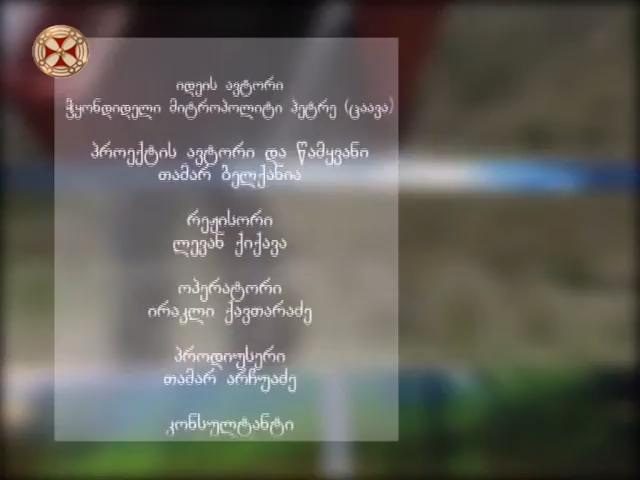 იდეის ავტორი
ჭყონდიდელი მიტროპოლიტი პეტრე (ცაავა)
პროექტის ავტორი და წამყვანი
თამარ ბელქანია
რეჟისორი
ლევან ქიქავა
ოპერატორი
ირაკლი ქავთარაძე
პროდიუსერი
თამარ არჩუაძე
კონსულტანტი